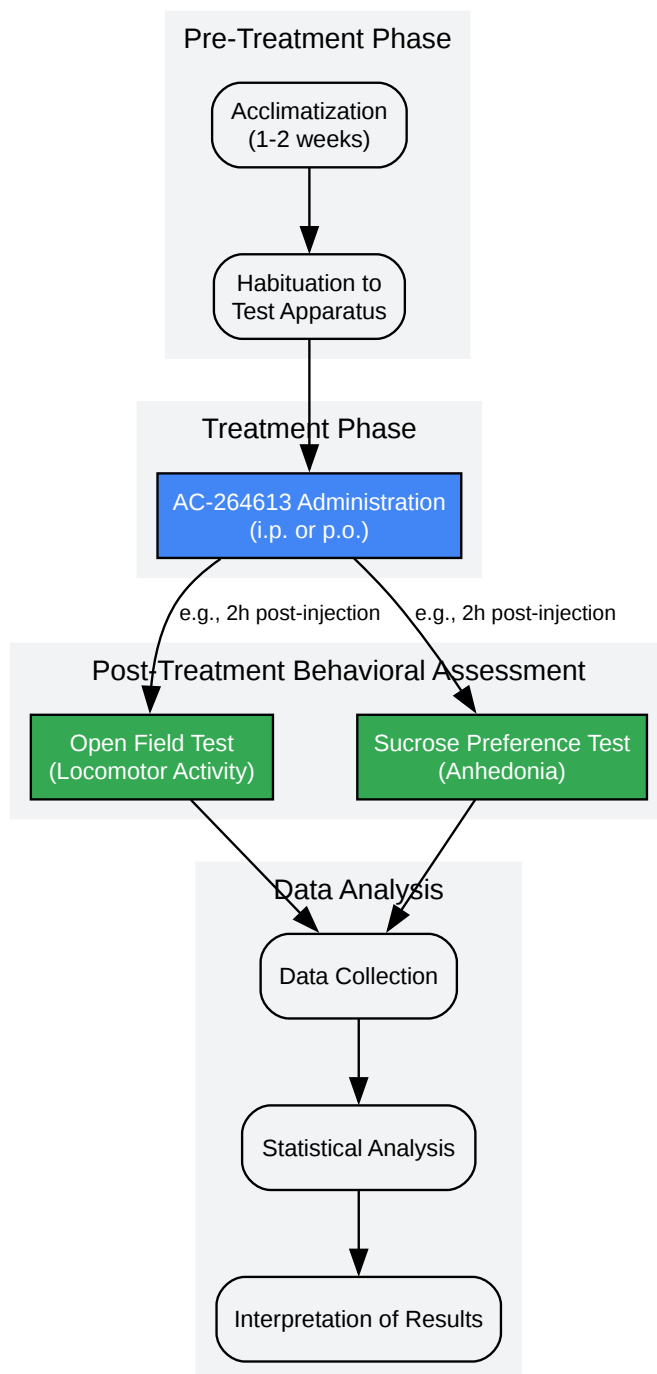 Pre-Treatment Phase
Acclimatization
(1-2 weeks)
Habituation to
Test Apparatus
Treatment Phase
AC-264613 Administration
(i.p. or p.o.)
e.g., 2h post-injection
e.g., 2h post-injection
Post-Treatment Behavioral Assessment
Open Field Test
(Locomotor Activity)
Sucrose Preference Test
(Anhedonia)
Data Analysis
Data Collection
Statistical Analysis
Interpretation of Results